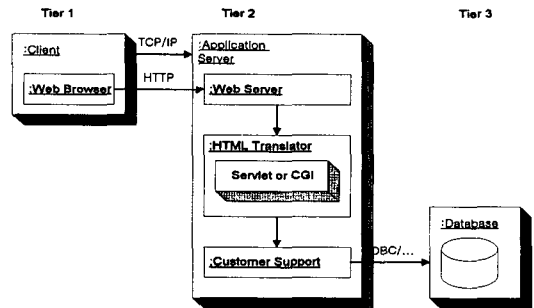 Tier 1
Tier 2
Tier 3
:Client
TCP/IP
:Application
Server
:Web Browser
HTTP
:Web Server
:HTML Translator
Servlet or CGI
:Customer Support
DBC/...
:Database